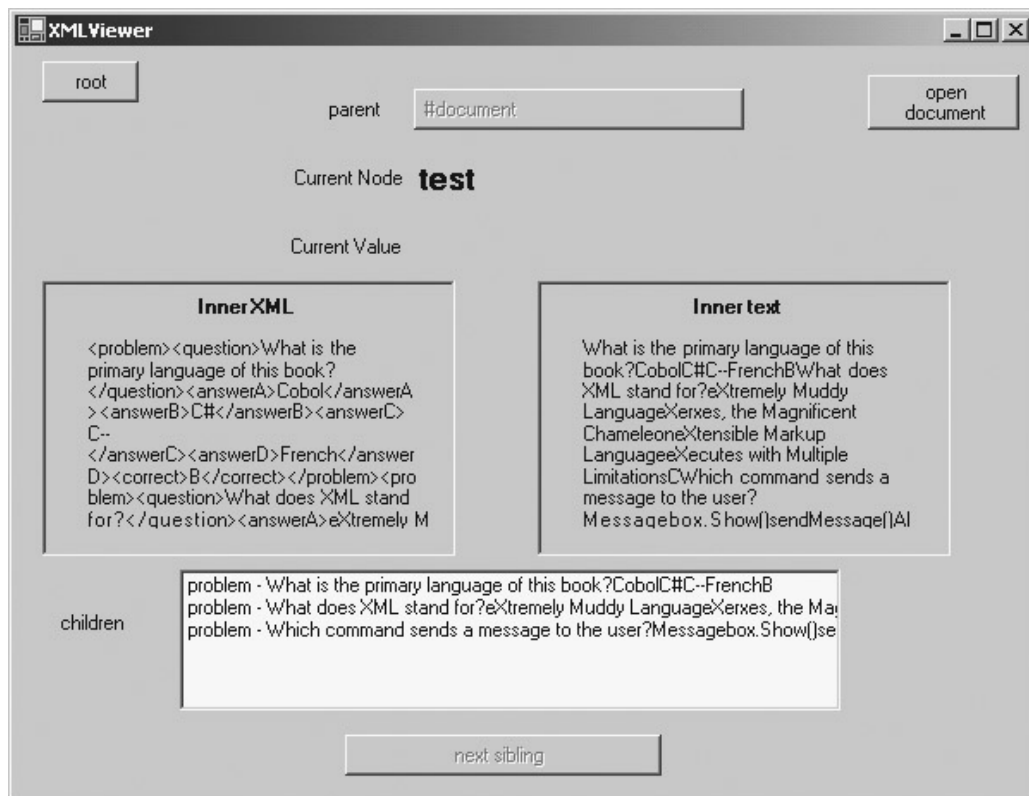 XMLViewer
root
parent
#document
open
document
Current Node
test
Current Value
InnerXML
<problem><question>What is the
primary language of this book?
</question><answerA>Cobol</answerA
><answerB>C#</answerB><answerC>
C--
</answerC><answerD>French</answer
D><correct>B</correct></problem><pro
blem><question>What does XML stand
for?</question><answerA>eXtremely M
Inner text
What is the primary language of this
book?CobolC#C--FrenchBWhat does
XML stand for?eXtremely Muddy
LanguageXerxes, the Magnificent
ChameleoneXtensible Markup
LanguageeXecutes with Multiple
LimitationsCWhich command sends a
message to the user?
Messagebox.Show()sendMessage()Al
children
problem - What is the primary language of this book?CobolC#C--FrenchB
problem - What does XML stand for?eXtremely Muddy LanguageXerxes, the Mag
problem - Which command sends a message to the user?Messagebox.Show()se
next sibling